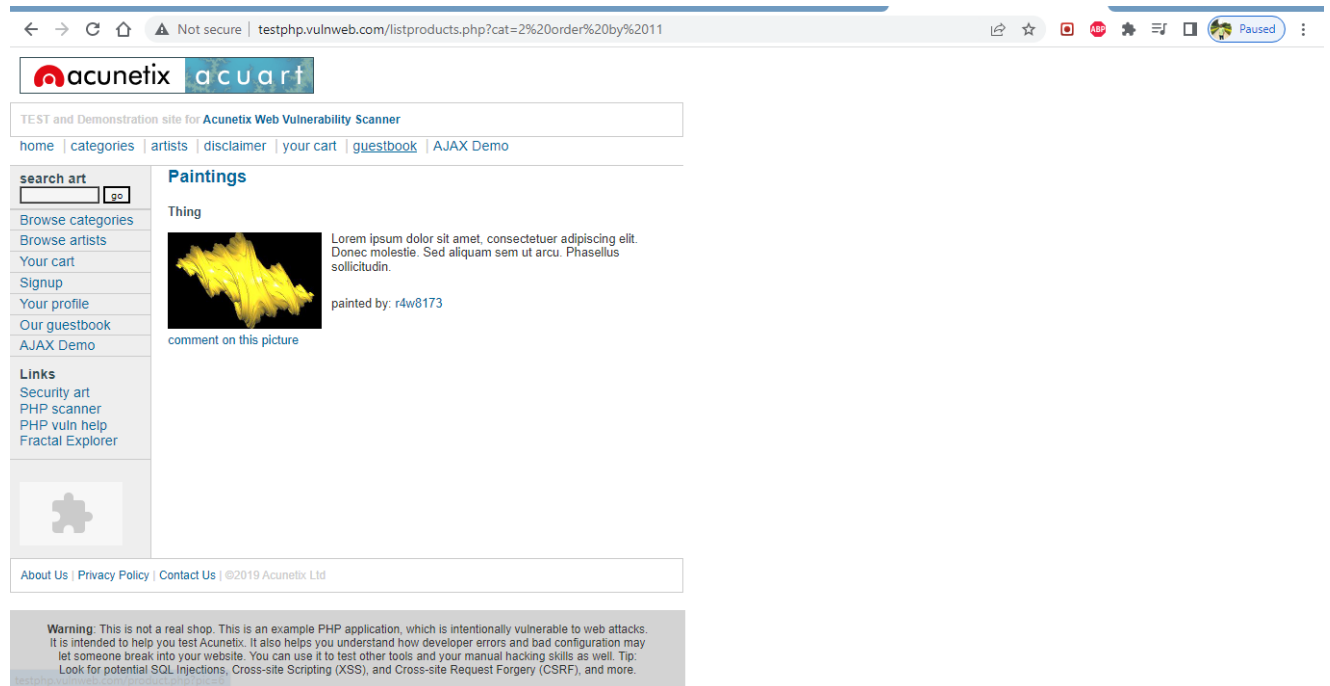 Not secure | testphp.vulnweb.com/listproducts.php?cat=2%20order%20by%2011
ABP
Paused
acunetix acuart
TEST and Demonstration site for Acunetix Web Vulnerability Scanner
home | categories | artists | disclaimer | your cart | guestbook | AJAX Demo
search art
go
Browse categories
Browse artists
Your cart
Signup
Your profile
Our guestbook
AJAX Demo
Links
Security art
PHP scanner
PHP vuln help
Fractal Explorer
Paintings
Thing
Lorem ipsum dolor sit amet, consectetuer adipiscing elit.
Donec molestie. Sed aliquam sem ut arcu. Phasellus
sollicitudin.
painted by: r4w8173
comment on this picture
About Us | Privacy Policy | Contact Us | ©2019 Acunetix Ltd
Warning: This is not a real shop. This is an example PHP application, which is intentionally vulnerable to web attacks.
It is intended to help you test Acunetix. It also helps you understand how developer errors and bad configuration may
let someone break into your website. You can use it to test other tools and your manual hacking skills as well. Tip:
Look for potential SQL Injections, Cross-site Scripting (XSS), and Cross-site Request Forgery (CSRF), and more.